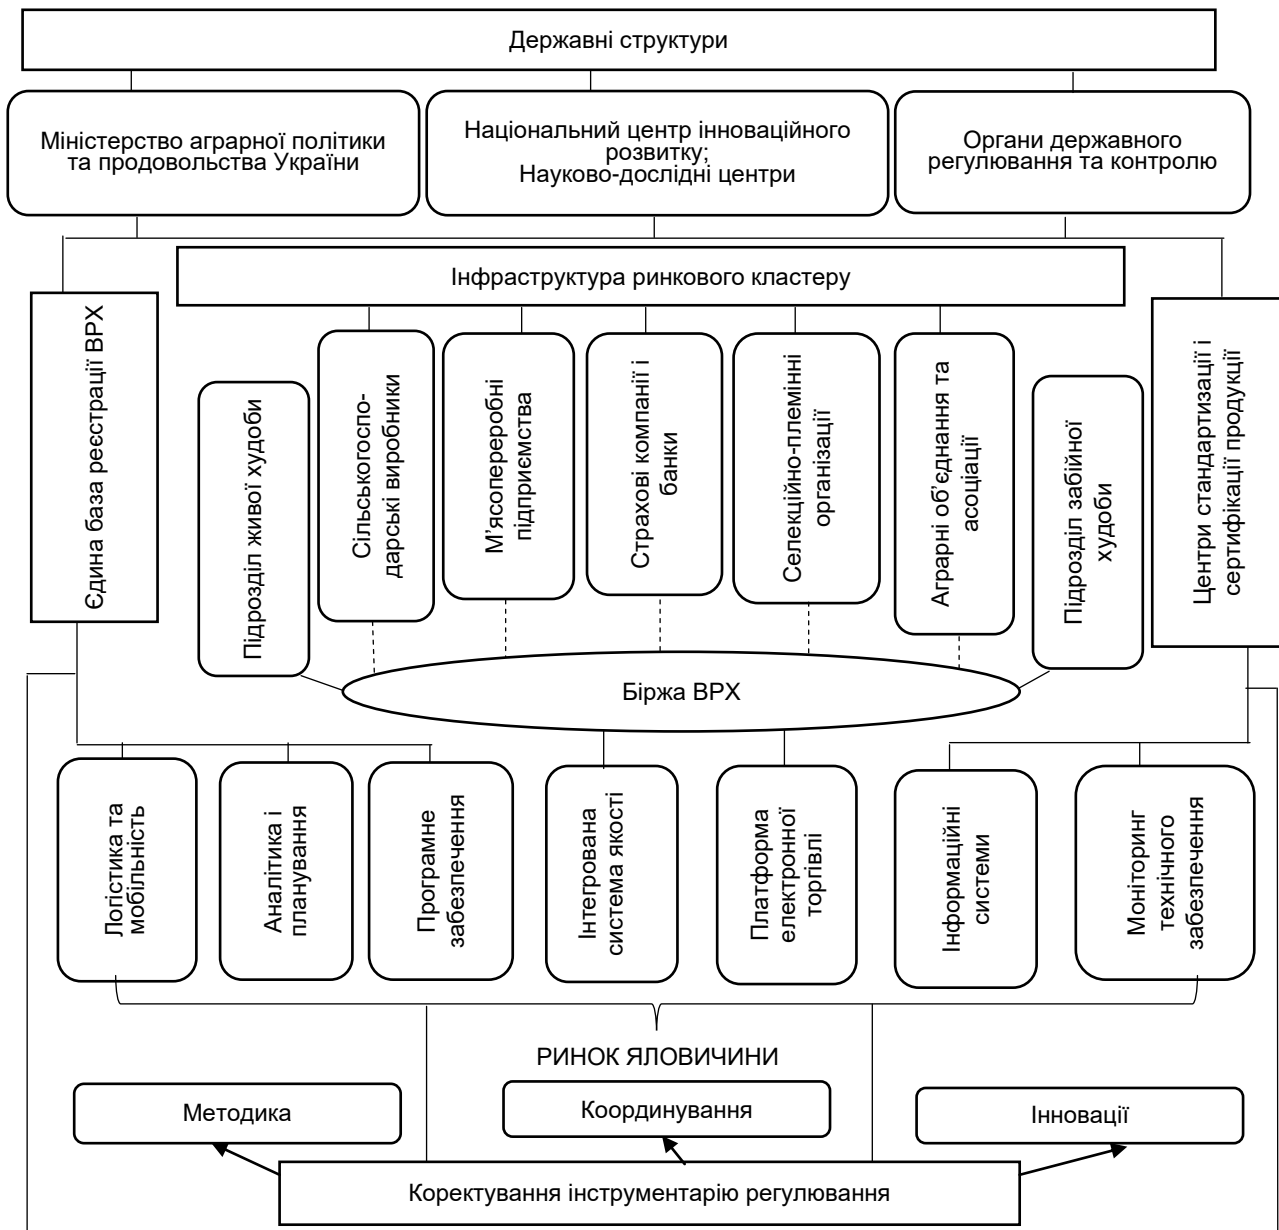 Державні структури
Міністерство аграрної політики
та продовольства України
Національний центр інноваційного
розвитку;
Науково-дослідні центри
Органи державного
регулювання та контролю
Інфраструктура ринкового кластеру
Єдина база реєстрації ВРХ
Підрозділ живої худоби
Сільськогоспо-
дарські виробники
М’ясопереробні
підприємства
Страхові компанії і
банки
Селекційно-племінні
організації
Аграрні об’єднання та
асоціації
Підрозділ забійної
худоби
Центри стандартизації і
сертифікації продукції
Біржа ВРХ
Логістика та
мобільність
Аналітика і
планування
Програмне
забезпечення
Інтегрована
система якості
Платформа
електронної
торгівлі
Інформаційні
системи
Моніторинг
технічного
забезпечення
РИНОК ЯЛОВИЧИНИ
Методика
Координування
Інновації
Коректування інструментарію регулювання